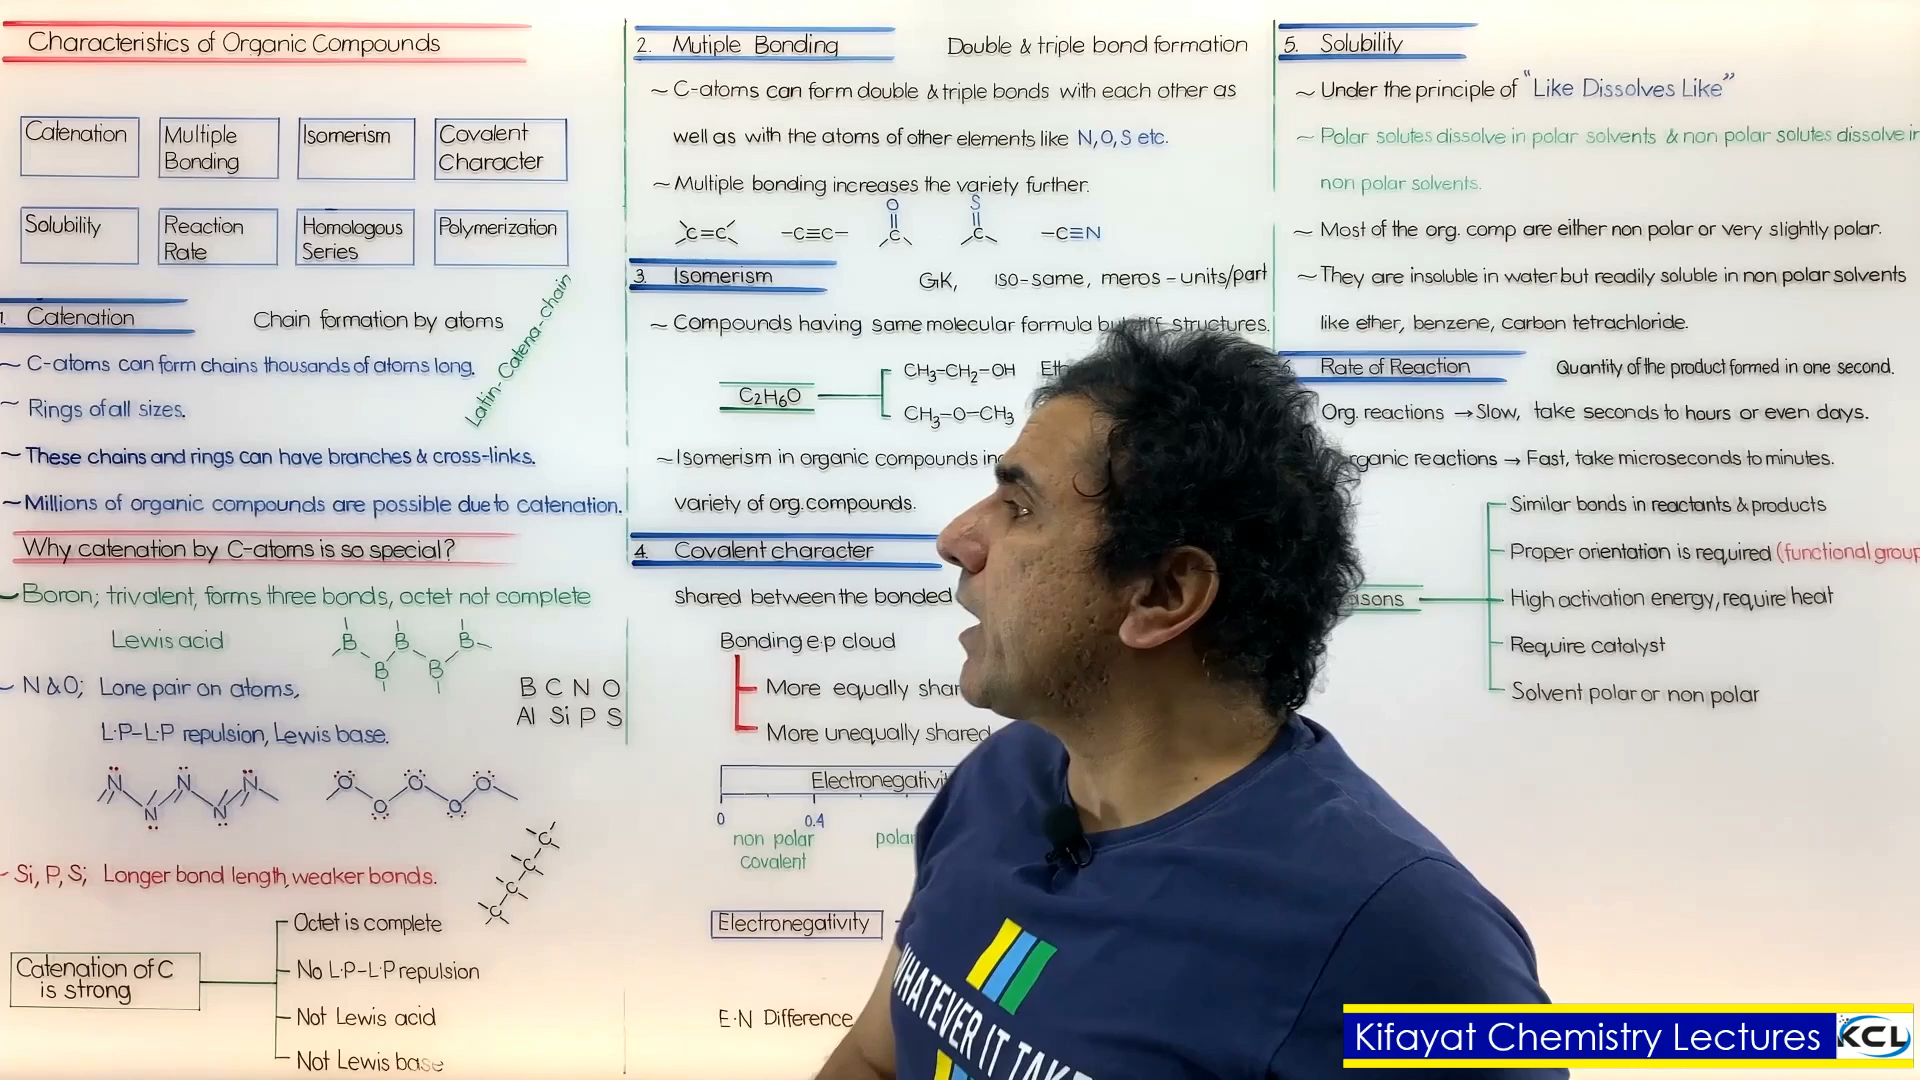 Characteristics of Organic Compounds
Catenation
Multiple
Bonding
Isomerism
Covalent
Character
Solubility
Reaction
Rate
Homologous
Series
Polymerization
1. Catenation
Chain formation by atoms
Latin-Catena-chain
~ C-atoms can form chains thousands of atoms long.
~ Rings of all sizes.
~ These chains and rings can have branches & cross-links.
~ Millions of organic compounds are possible due to catenation.
Why catenation by C-atoms is so special?
~ Boron; trivalent, forms three bonds, octet not complete
Lewis acid
B B B
B B
~ N & O; Lone pair on atoms,
L·P-L·P repulsion, Lewis base.
B C N O
Al Si P S
N N N
N N
O O O
O O
- Si, P, S; Longer bond length, weaker bonds.
C
C
C
C
Catenation of C
is strong
Octet is complete
No L·P-L·P repulsion
Not Lewis acid
Not Lewis base
2. Mutiple Bonding
Double & triple bond formation
~ C-atoms can form double & triple bonds with each other as
well as with the atoms of other elements like N, O, S etc.
~ Multiple bonding increases the variety further.
C=C
-C≡C-
O
C
S
C
-C≡N
3. Isomerism
GK, iso-same, meros-units/part
~ Compounds having same molecular formula structures.
C2H6O
CH3-CH2-OH
CH3-O-CH3
~ Isomerism in organic compounds
variety of org. compounds.
4. Covalent character
shared between the bonded
Bonding e·p cloud
More equally
More unequally shared
0
0.4
non polar
covalent
Electronegativity
E·N Difference
5. Solubility
~ Under the principle of "Like Dissolves Like"
~ Polar solutes dissolve in polar solvents & non polar solutes dissolve in
non polar solvents.
~ Most of the org. comp are either non polar or very slightly polar.
~ They are insoluble in water but readily soluble in non polar solvents
like ether, benzene, carbon tetrachloride.
Rate of Reaction
Quantity of the product formed in one second.
Org. reactions → Slow, take seconds to hours or even days.
reactions → Fast, take microseconds to minutes.
Similar bonds in reactants & products
Proper orientation is required (functional group
High activation energy, require heat
Require catalyst
Solvent polar or non polar
WHATEVER IT
Kifayat Chemistry Lectures KCL